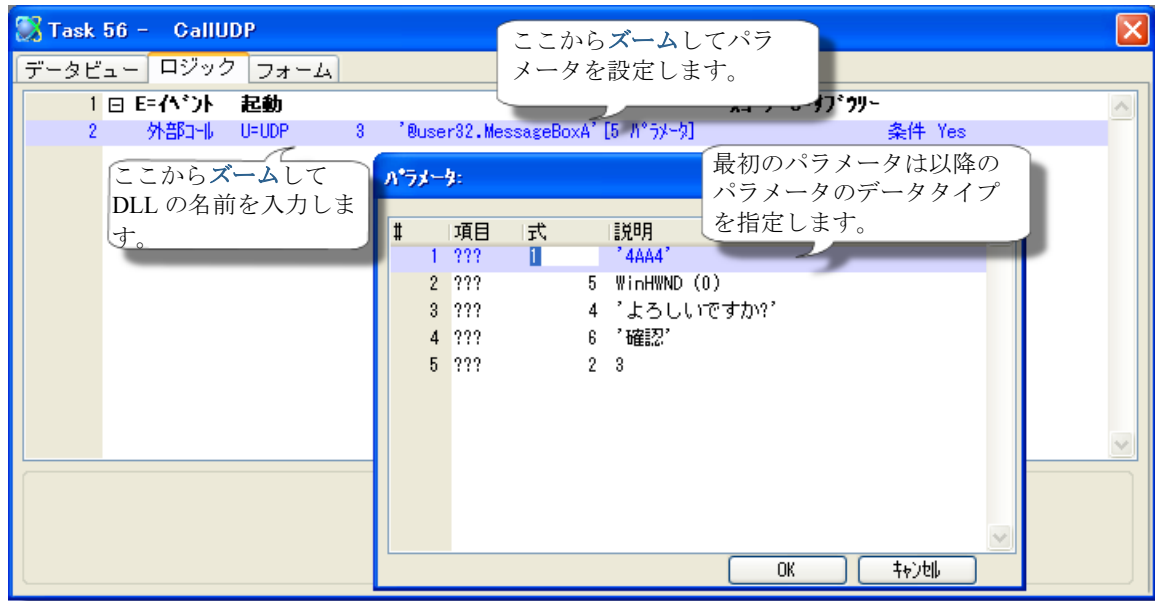 Task 56 - CallUDP
データビュー ロジック フォーム
ここからズームしてパラ
メータを設定します。
1 E=ｲﾍﾞﾝﾄ 起動
2 外部ｺｰﾙ U=UDP 3 '@user32.MessageBoxA' [5 ﾊﾟﾗﾒｰﾀ] 条件 Yes
ここからズームして
DLL の名前を入力しま
す。
ﾊﾟﾗﾒｰﾀ:
最初のパラメータは以降の
パラメータのデータタイプ
を指定します。
# 項目 式 説明
1 ??? 1 '4AA4'
2 ??? 5 WinHWND (0)
3 ??? 4 'よろしいですか?'
4 ??? 6 '確認'
5 ??? 2 3
OK ｷｬﾝｾﾙ